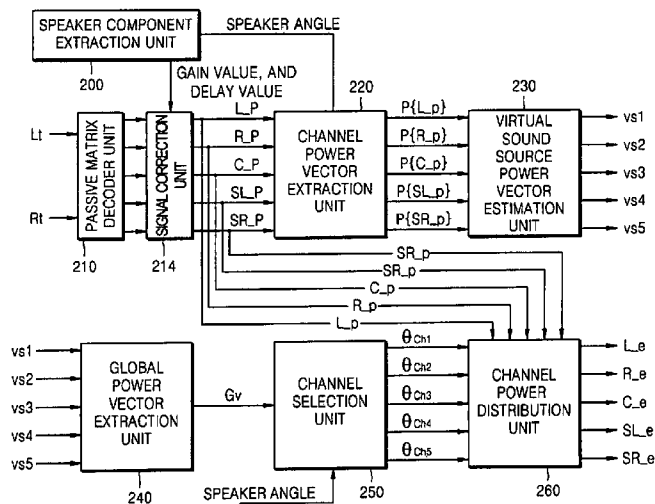 SPEAKER COMPONENT
EXTRACTION UNIT
SPEAKER ANGLE
200
GAIN VALUE, AND
DELAY VALUE
220
230
Lt
Rt
PASSIVE MATRIX
DECODER UNIT
210
SIGNAL CORRECTION
UNIT
214
L_P
R_P
C_P
SL_P
SR_P
CHANNEL
POWER
VECTOR
EXTRACTION
UNIT
P{L_p}
P{R_p}
P{C_p}
P{SL_p}
P{SR_p}
VIRTUAL
SOUND
SOURCE
POWER
VECTOR
ESTIMATION
UNIT
vs1
vs2
vs3
vs4
vs5
SR_p
SR_p
C_p
R_p
L_p
vs1
vs2
vs3
vs4
vs5
GLOBAL
POWER
VECTOR
EXTRACTION
UNIT
240
Gv
CHANNEL
SELECTION
UNIT
250
SPEAKER ANGLE
θCh1
θCh2
θCh3
θCh4
θCh5
CHANNEL
POWER
DISTRIBUTION
UNIT
260
L_e
R_e
C_e
SL_e
SR_e